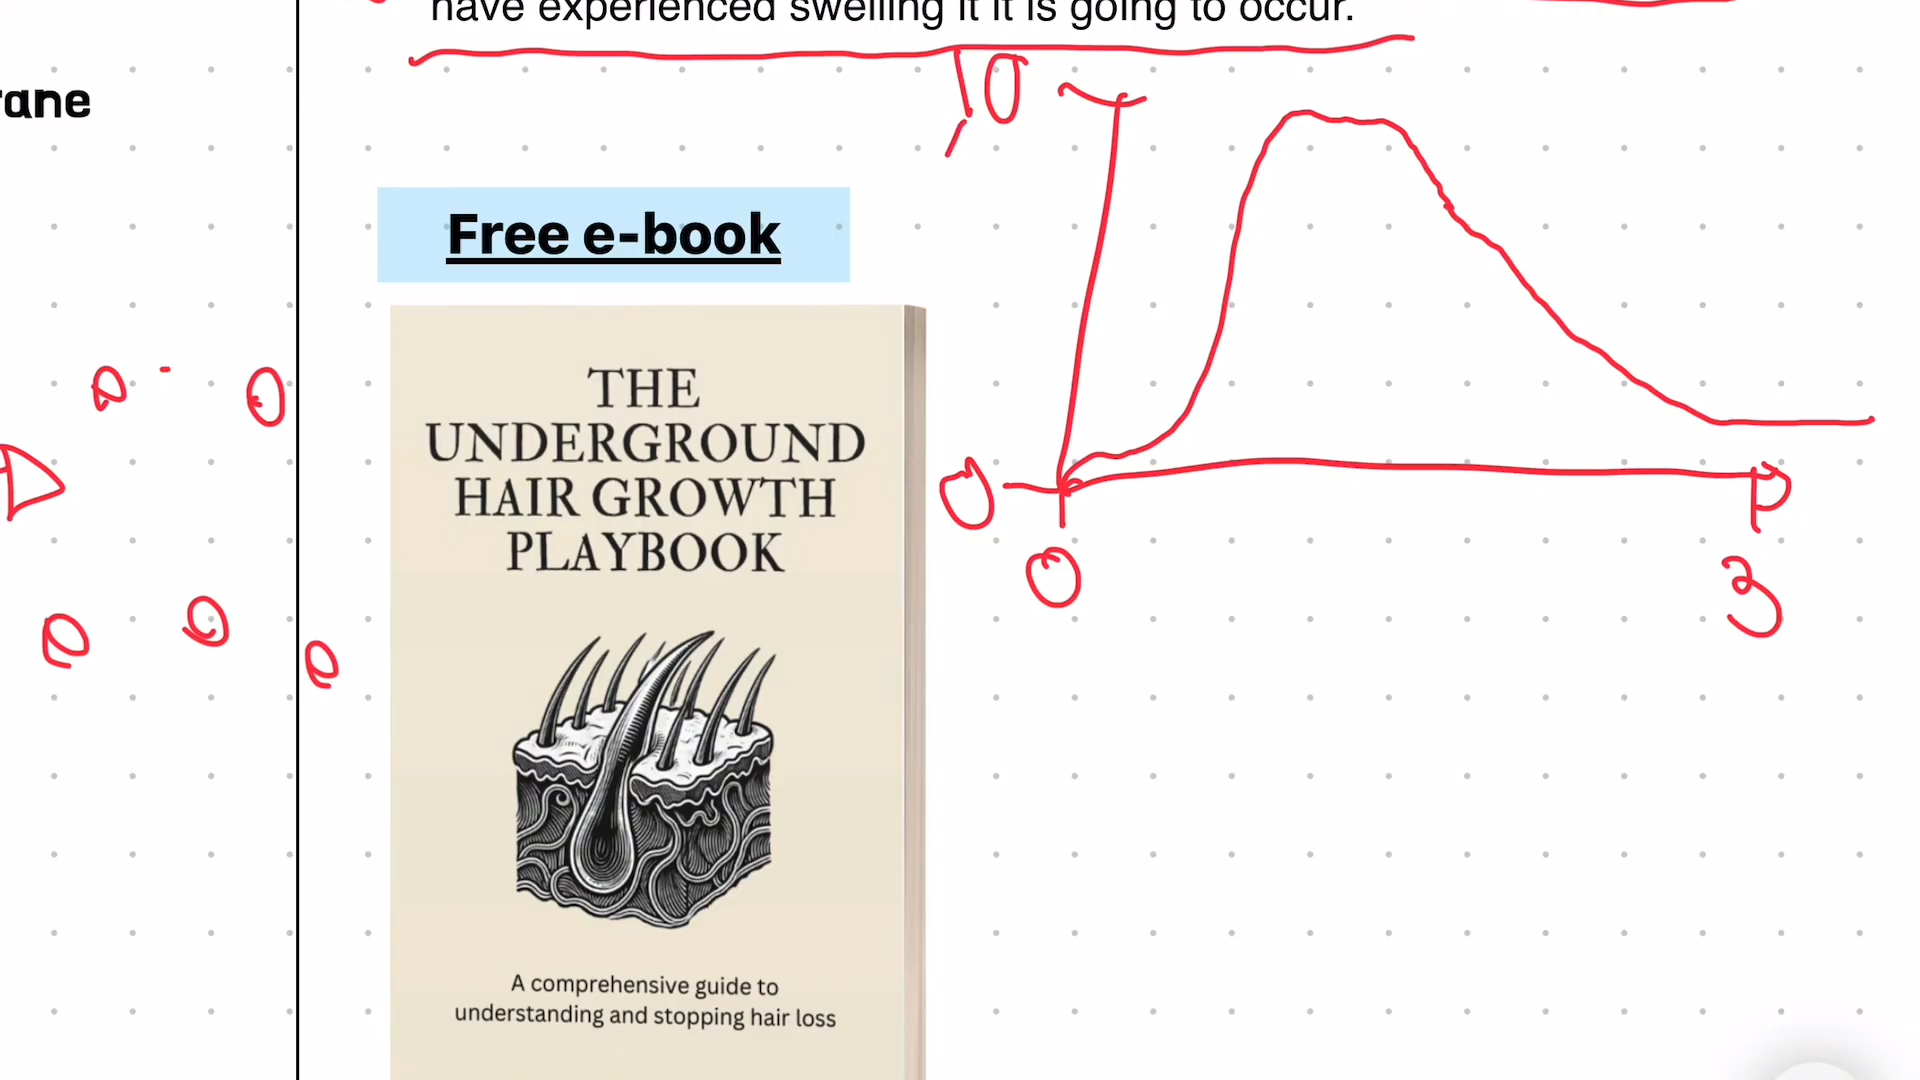 have experienced swelling if it is going to occur.
rane
10
Free e-book
THE
UNDERGROUND
HAIR GROWTH
PLAYBOOK
0
0
3
A comprehensive guide to
understanding and stopping hair loss